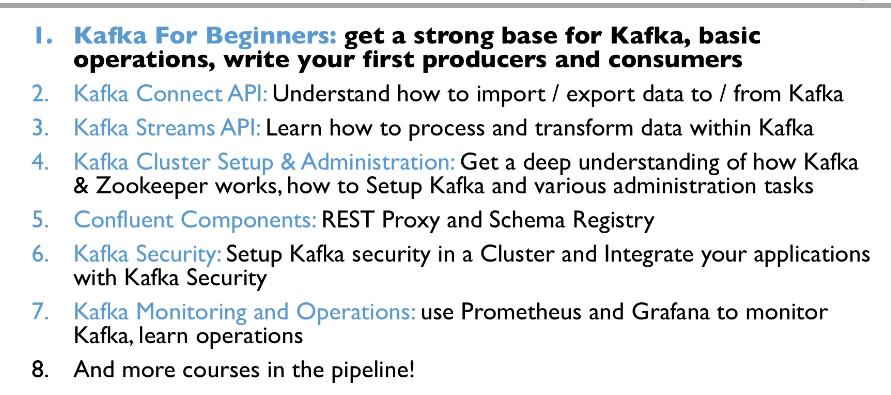 1. Kafka For Beginners: get a strong base for Kafka, basic
operations, write your first producers and consumers
2. Kafka Connect API: Understand how to import / export data to / from Kafka
3. Kafka Streams API: Learn how to process and transform data within Kafka
4. Kafka Cluster Setup & Administration: Get a deep understanding of how Kafka
& Zookeeper works, how to Setup Kafka and various administration tasks
5. Confluent Components: REST Proxy and Schema Registry
6. Kafka Security: Setup Kafka security in a Cluster and Integrate your applications
with Kafka Security
7. Kafka Monitoring and Operations: use Prometheus and Grafana to monitor
Kafka, learn operations
8. And more courses in the pipeline!